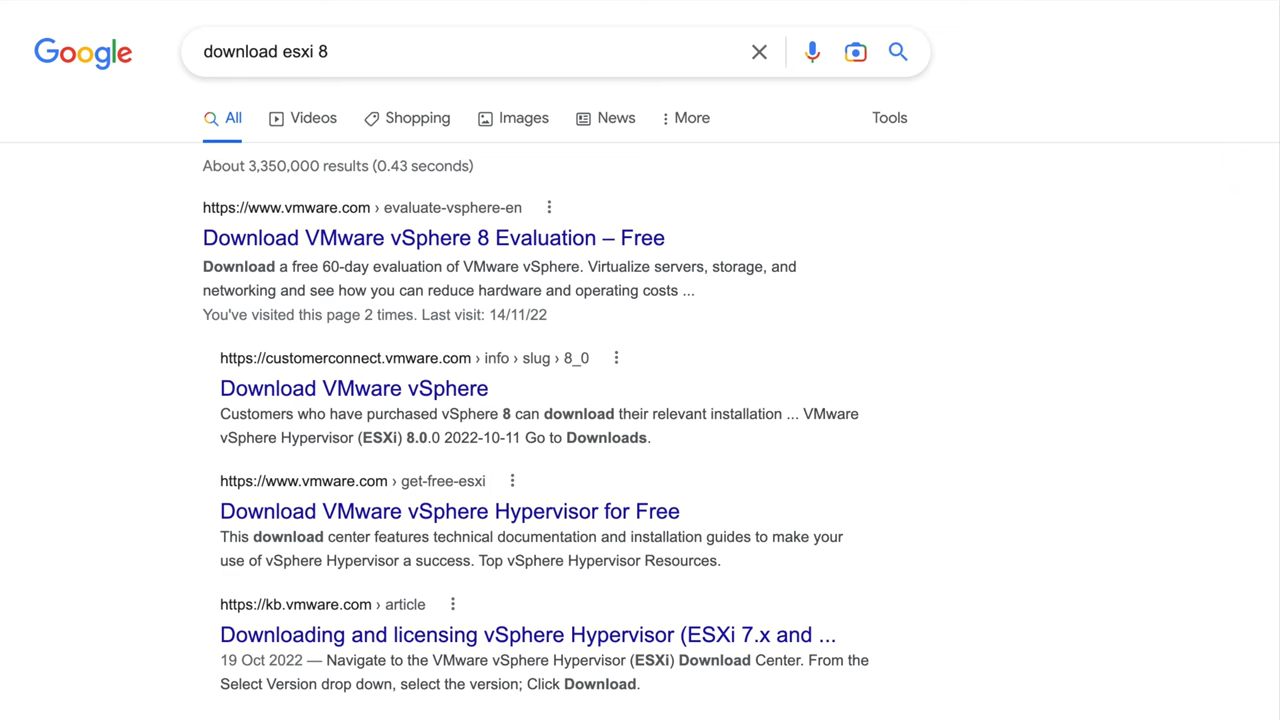 Google
download esxi 8
All Videos Shopping Images News More Tools
About 3,350,000 results (0.43 seconds)
https://www.vmware.com › evaluate-vsphere-en
Download VMware vSphere 8 Evaluation – Free
Download a free 60-day evaluation of VMware vSphere. Virtualize servers, storage, and
networking and see how you can reduce hardware and operating costs ...
You've visited this page 2 times. Last visit: 14/11/22
https://customerconnect.vmware.com › info › slug › 8_0
Download VMware vSphere
Customers who have purchased vSphere 8 can download their relevant installation ... VMware
vSphere Hypervisor (ESXi) 8.0.0 2022-10-11 Go to Downloads.
https://www.vmware.com › get-free-esxi
Download VMware vSphere Hypervisor for Free
This download center features technical documentation and installation guides to make your
use of vSphere Hypervisor a success. Top vSphere Hypervisor Resources.
https://kb.vmware.com › article
Downloading and licensing vSphere Hypervisor (ESXi 7.x and ...
19 Oct 2022 — Navigate to the VMware vSphere Hypervisor (ESXi) Download Center. From the
Select Version drop down, select the version; Click Download.